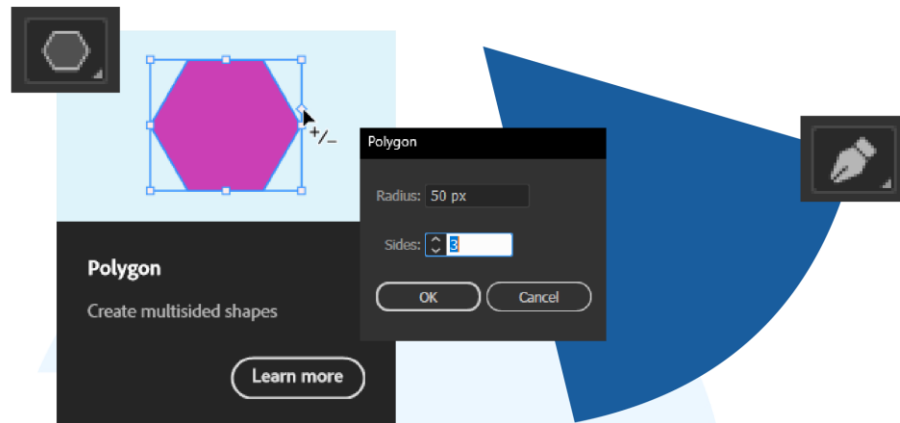 +/−
Polygon
Radius: 50 px
Sides: 3
OK Cancel
Polygon
Create multisided shapes
Learn more